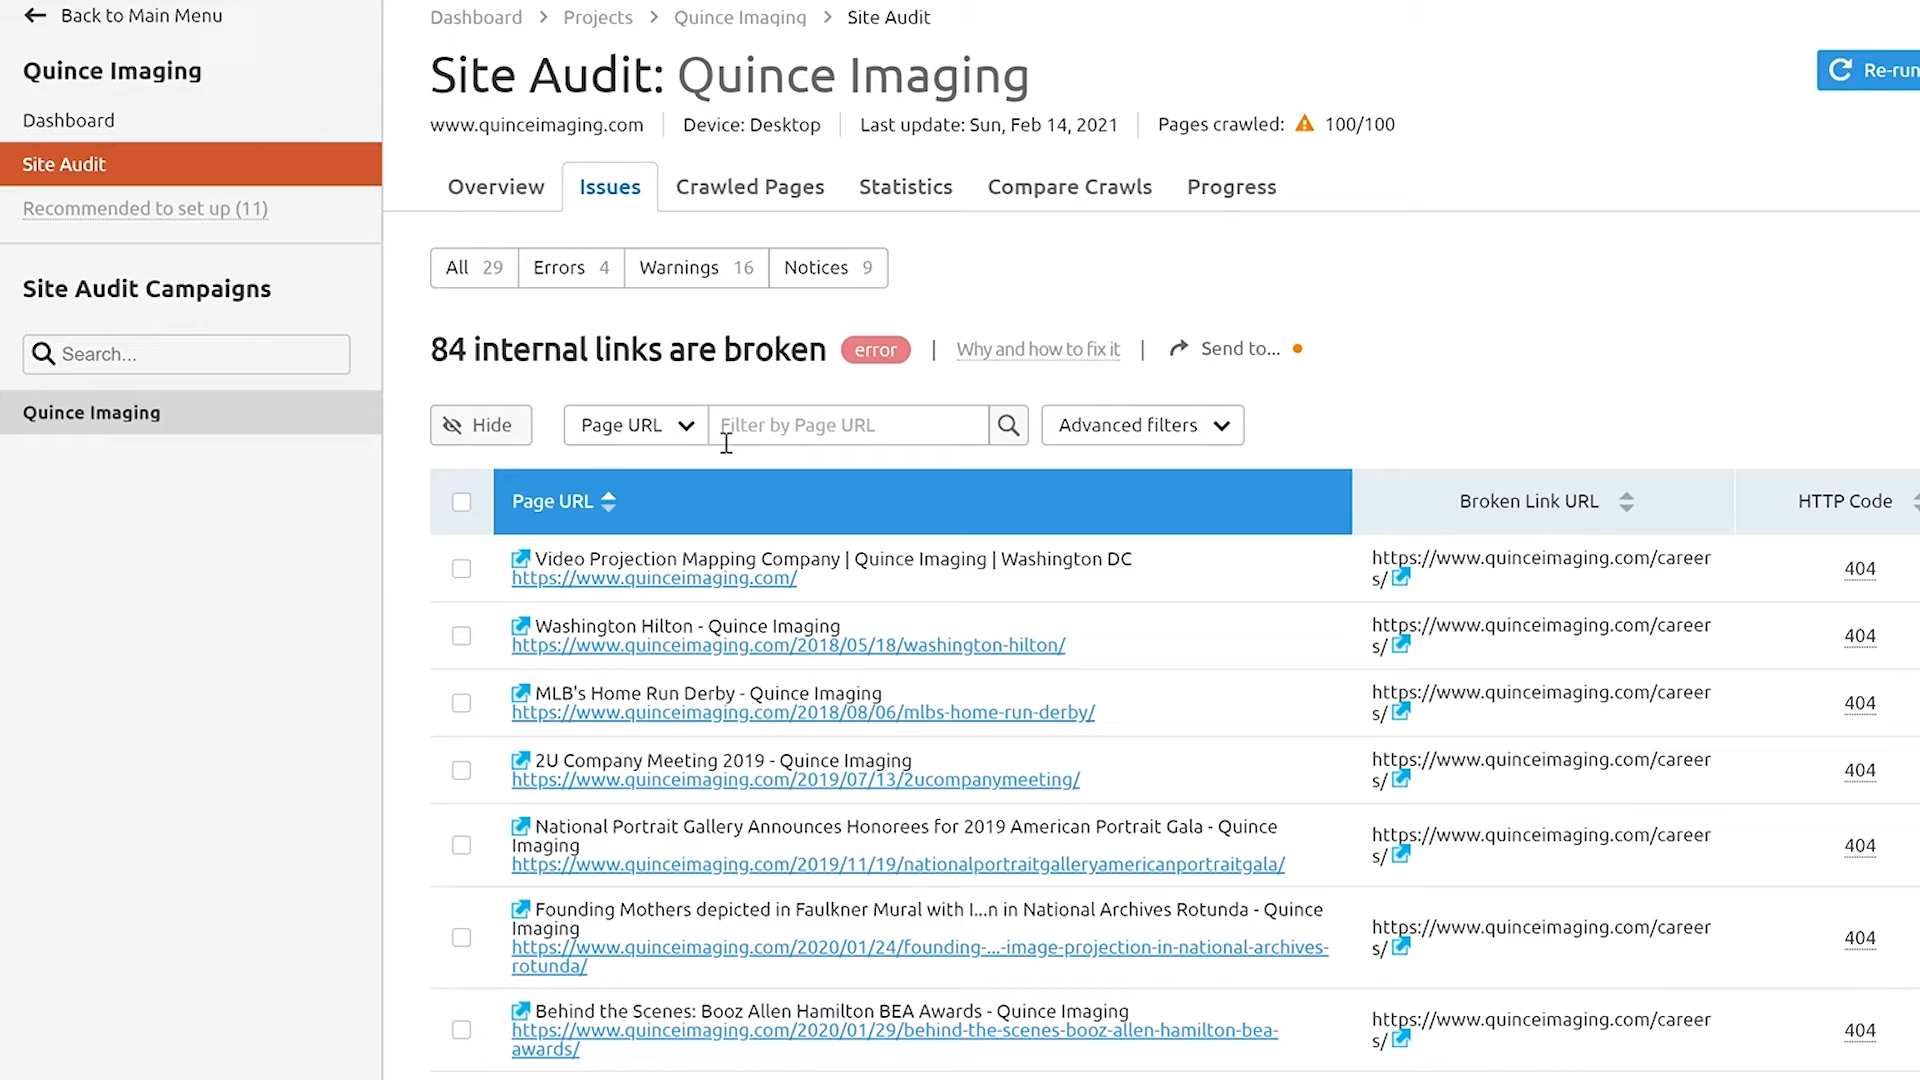 Back to Main Menu
Quince Imaging
Dashboard
Site Audit
Recommended to set up (11)
Site Audit Campaigns
Search...
Quince Imaging
Dashboard > Projects > Quince Imaging > Site Audit
Site Audit: Quince Imaging
Re-run
www.quinceimaging.com | Device: Desktop | Last update: Sun, Feb 14, 2021 | Pages crawled: 100/100
Overview Issues Crawled Pages Statistics Compare Crawls Progress
All 29 Errors 4 Warnings 16 Notices 9
84 internal links are broken error | Why and how to fix it | Send to...
Hide Page URL Filter by Page URL Advanced filters
Page URL Broken Link URL HTTP Code
Video Projection Mapping Company | Quince Imaging | Washington DC
https://www.quinceimaging.com/
https://www.quinceimaging.com/career
s/
404
Washington Hilton - Quince Imaging
https://www.quinceimaging.com/2018/05/18/washington-hilton/
https://www.quinceimaging.com/career
s/
404
MLB's Home Run Derby - Quince Imaging
https://www.quinceimaging.com/2018/08/06/mlbs-home-run-derby/
https://www.quinceimaging.com/career
s/
404
2U Company Meeting 2019 - Quince Imaging
https://www.quinceimaging.com/2019/07/13/2ucompanymeeting/
https://www.quinceimaging.com/career
s/
404
National Portrait Gallery Announces Honorees for 2019 American Portrait Gala - Quince
Imaging
https://www.quinceimaging.com/2019/11/19/nationalportraitgalleryamericanportraitgala/
https://www.quinceimaging.com/career
s/
404
Founding Mothers depicted in Faulkner Mural with I...n in National Archives Rotunda - Quince
Imaging
https://www.quinceimaging.com/2020/01/24/founding-...-image-projection-in-national-archives-
rotunda/
https://www.quinceimaging.com/career
s/
404
Behind the Scenes: Booz Allen Hamilton BEA Awards - Quince Imaging
https://www.quinceimaging.com/2020/01/29/behind-the-scenes-booz-allen-hamilton-bea-
awards/
https://www.quinceimaging.com/career
s/
404